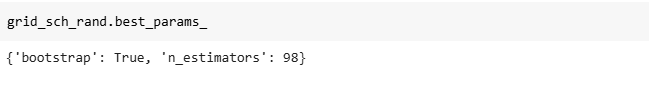 grid_sch_rand.best_params_
{'bootstrap': True, 'n_estimators': 98}